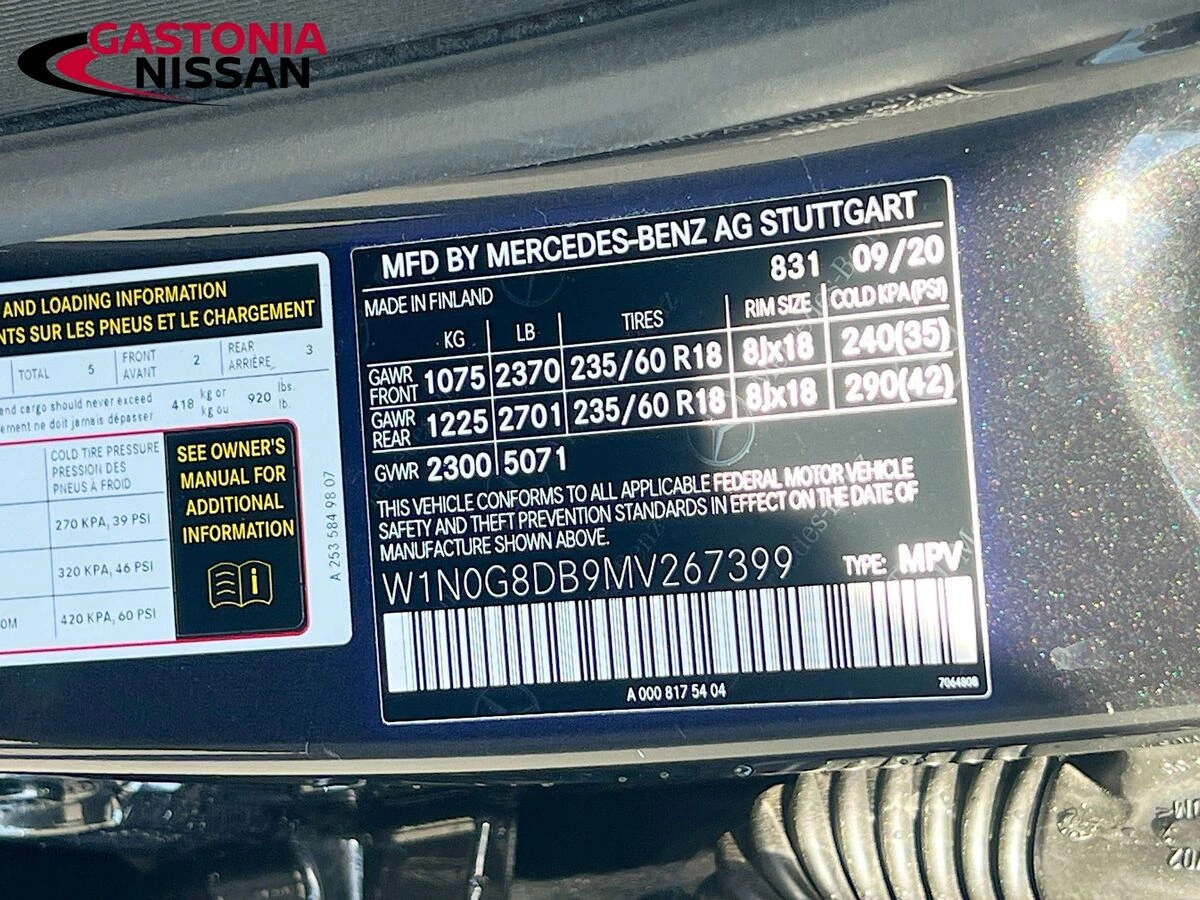 GASTONIA
NISSAN
AND LOADING INFORMATION
NTS SUR LES PNEUS ET LE CHARGEMENT
TOTAL 5 FRONT AVANT 2 REAR ARRIÈRE 3
and cargo should never exceed 418 kg or 920 lbs.
ement ne doit jamais dépasser kg ou lb.
COLD TIRE PRESSURE
PRESSION DES
PNEUS À FROID
270 KPA, 39 PSI
320 KPA, 46 PSI
OM 420 KPA, 60 PSI
SEE OWNER'S
MANUAL FOR
ADDITIONAL
INFORMATION
i
A 253 584 98 07
MFD BY MERCEDES-BENZ AG STUTTGART
831 09/20
MADE IN FINLAND
KG LB TIRES RIM SIZE COLD KPA(PSI)
GAWR FRONT 1075 2370 235/60 R18 8Jx18 240(35)
GAWR REAR 1225 2701 235/60 R18 8Jx18 290(42)
GVWR 2300 5071
THIS VEHICLE CONFORMS TO ALL APPLICABLE FEDERAL MOTOR VEHICLE
SAFETY AND THEFT PREVENTION STANDARDS IN EFFECT ON THE DATE OF
MANUFACTURE SHOWN ABOVE.
W1N0G8DB9MV267399 TYPE: MPV
A 000 817 54 04
7064808